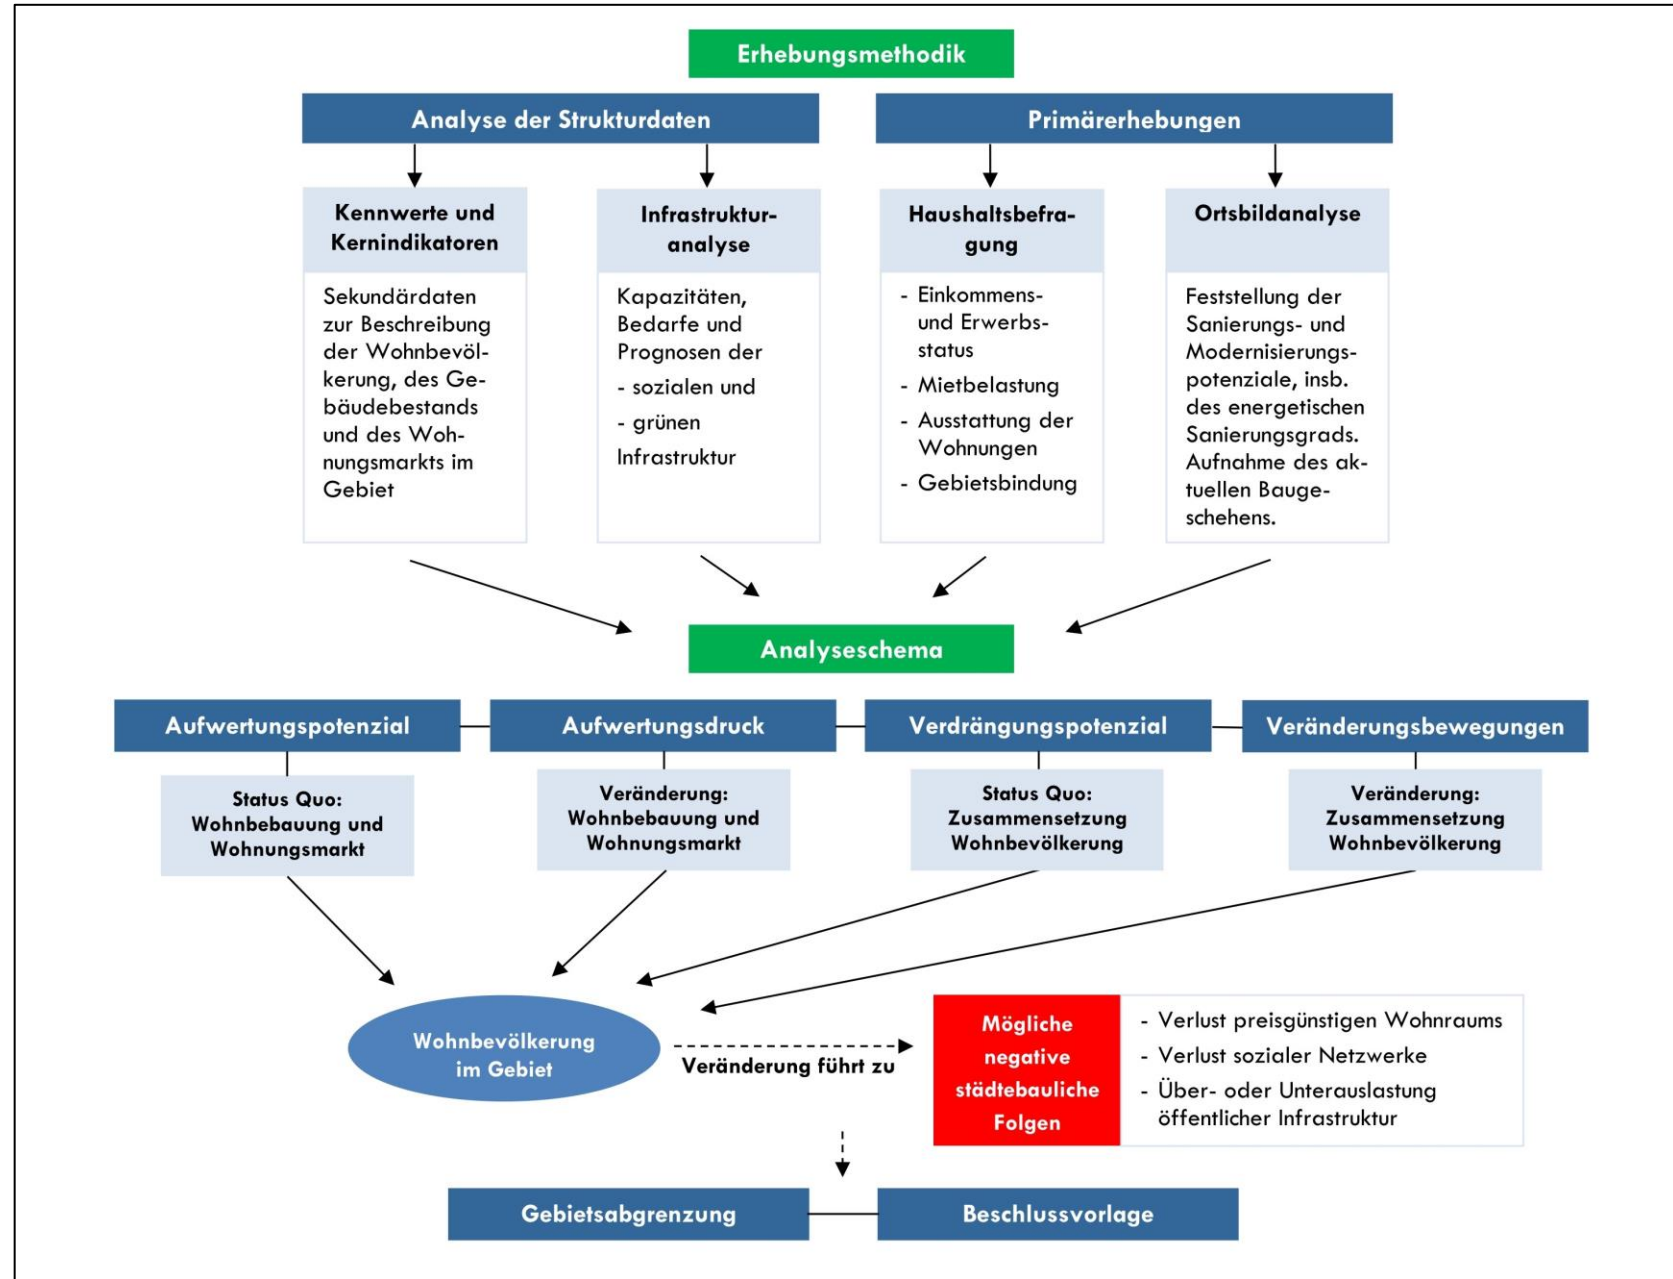 Erhebungsmethodik
Analyse der Strukturdaten
Primärerhebungen
Kennwerte und
Kernindikatoren
Sekundärdaten
zur Beschreibung
der Wohnbevöl-
kerung, des Ge-
bäudebestands
und des Woh-
nungsmarkts im
Gebiet
Infrastruktur-
analyse
Kapazitäten,
Bedarfe und
Prognosen der
- sozialen und
- grünen
Infrastruktur
Haushaltsbefra-
gung
- Einkommens-
und Erwerbs-
status
- Mietbelastung
- Ausstattung der
Wohnungen
- Gebietsbindung
Ortsbildanalyse
Feststellung der
Sanierungs- und
Modernisierungs-
potenziale, insb.
des energetischen
Sanierungsgrads.
Aufnahme des ak-
tuellen Bauge-
schehens.
Analyseschema
Aufwertungspotenzial
Aufwertungsdruck
Verdrängungspotenzial
Veränderungsbewegungen
Status Quo:
Wohnbebauung und
Wohnungsmarkt
Veränderung:
Wohnbebauung und
Wohnungsmarkt
Status Quo:
Zusammensetzung
Wohnbevölkerung
Veränderung:
Zusammensetzung
Wohnbevölkerung
Wohnbevölkerung
im Gebiet
Veränderung führt zu
Mögliche
negative
städtebauliche
Folgen
- Verlust preisgünstigen Wohnraums
- Verlust sozialer Netzwerke
- Über- oder Unterauslastung
öffentlicher Infrastruktur
Gebietsabgrenzung
Beschlussvorlage